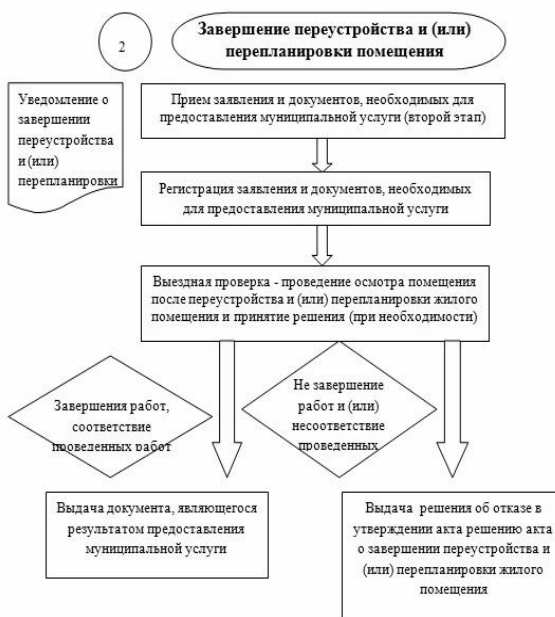 2
Завершение переустройства и (или)
перепланировки помещения
Уведомление о
завершении
переустройства
и (или)
перепланировки
Прием заявления и документов, необходимых для
предоставления муниципальной услуги (второй этап)
Регистрация заявления и документов, необходимых
для предоставления муниципальной услуги
Выездная проверка - проведение осмотра помещения
после переустройства и (или) перепланировки жилого
помещения и принятие решения (при необходимости)
Завершения работ,
соответствие
проведенных работ
Не завершение
работ и (или)
несоответствие
проведенных
Выдача документа, являющегося
результатом предоставления
муниципальной услуги
Выдача решения об отказе в
утверждении акта решению акта
о завершении переустройства и
(или) перепланировки жилого
помещения